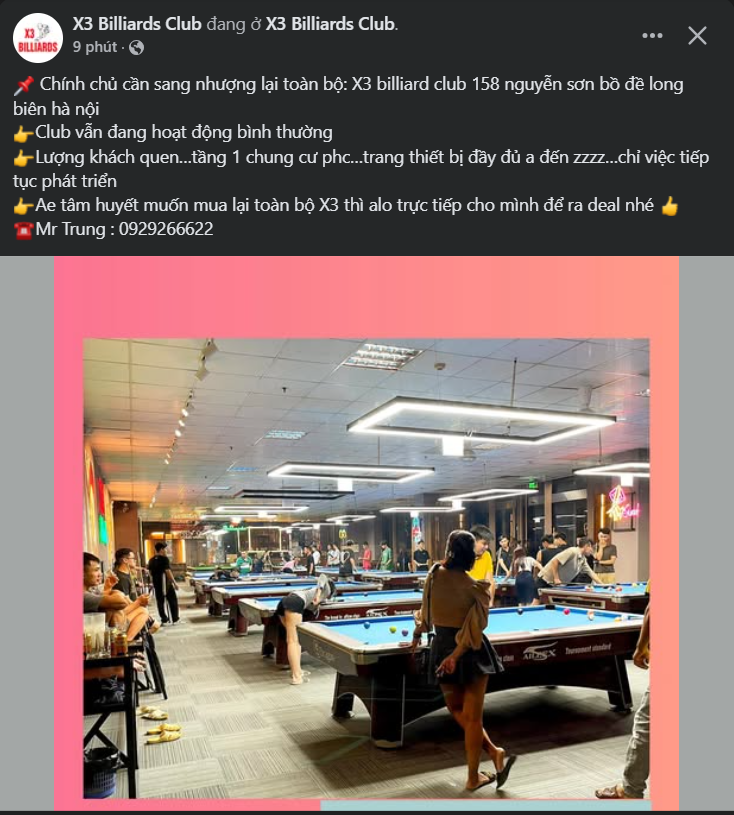 X3
BILLIARDS
X3 Billiards Club đang ở X3 Billiards Club.
9 phút ·
📌 Chính chủ cần sang nhượng lại toàn bộ: X3 billiard club 158 nguyễn sơn bồ đề long
biên hà nội
👉Club vẫn đang hoạt động bình thường
👉Lượng khách quen...tầng 1 chung cư phc...trang thiết bị đầy đủ a đến zzzz...chỉ việc tiếp
tục phát triển
👉Ae tâm huyết muốn mua lại toàn bộ X3 thì alo trực tiếp cho mình để ra deal nhé 👍
☎️Mr Trung : 0929266622
Tournament standard